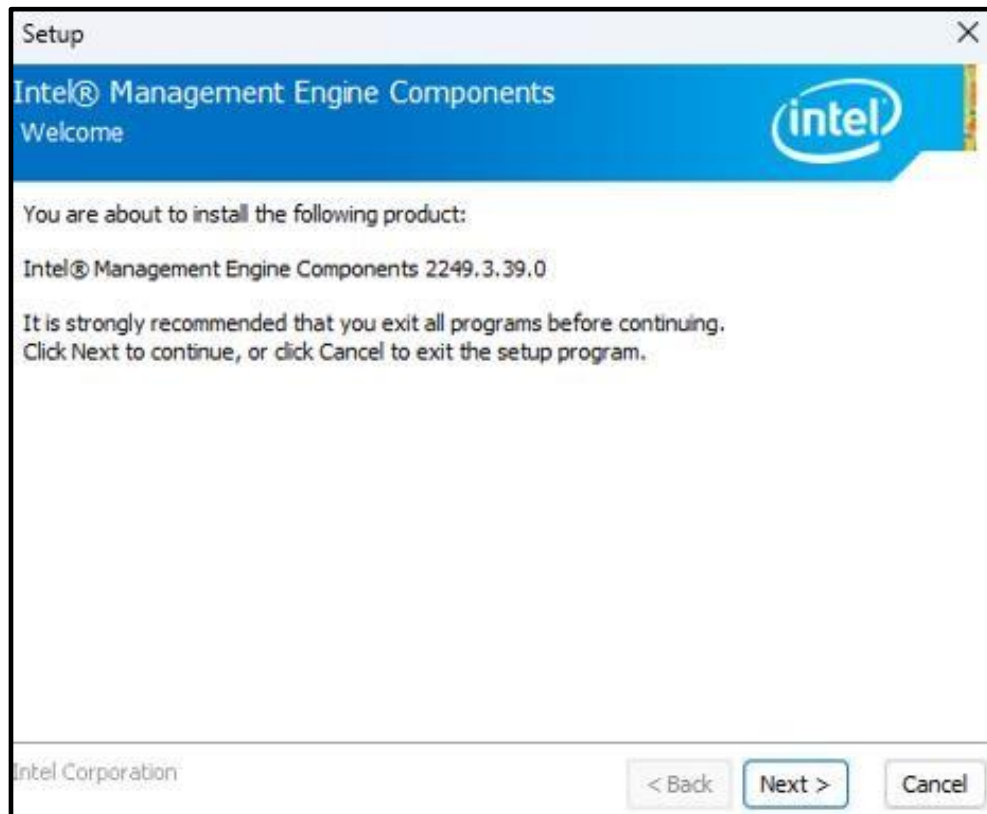 Setup
Intel® Management Engine Components
Welcome
intel
You are about to install the following product:
Intel® Management Engine Components 2249.3.39.0
It is strongly recommended that you exit all programs before continuing.
Click Next to continue, or click Cancel to exit the setup program.
Intel Corporation
< Back Next > Cancel